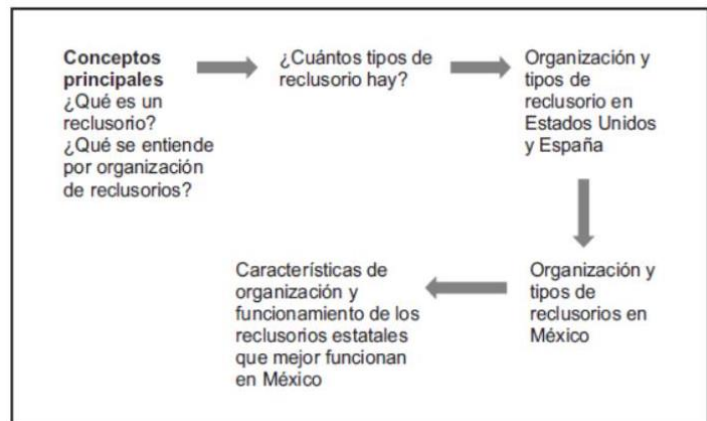 Conceptos
principales
¿Qué es un
reclusorio?
¿Qué se entiende
por organización
de reclusorios?
¿Cuántos tipos de
reclusorio hay?
Organización y
tipos de
reclusorio en
Estados Unidos
y España
Organización y
tipos de
reclusorios en
México
Características de
organización y
funcionamiento de los
reclusorios estatales
que mejor funcionan
en México